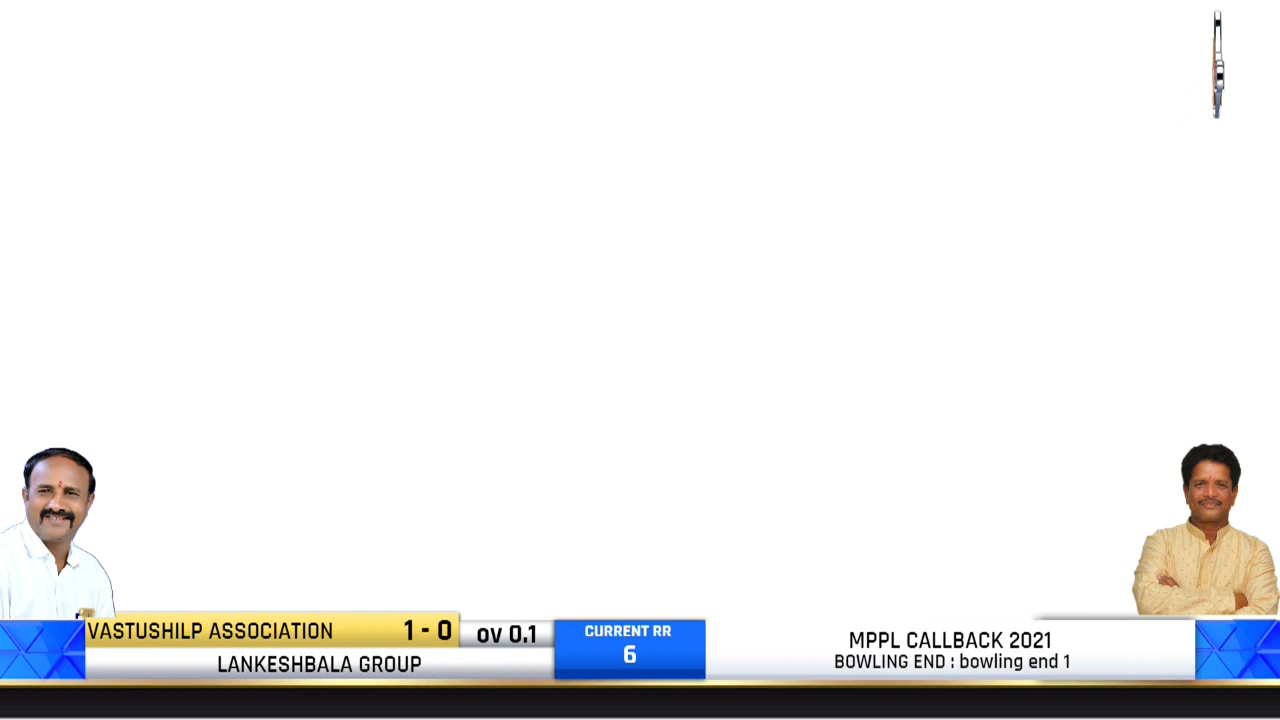 VASTUSHILP ASSOCIATION 1 - 0 OV 0.1
LANKESHBALA GROUP
CURRENT RR
6
MPPL CALLBACK 2021
BOWLING END : bowling end 1